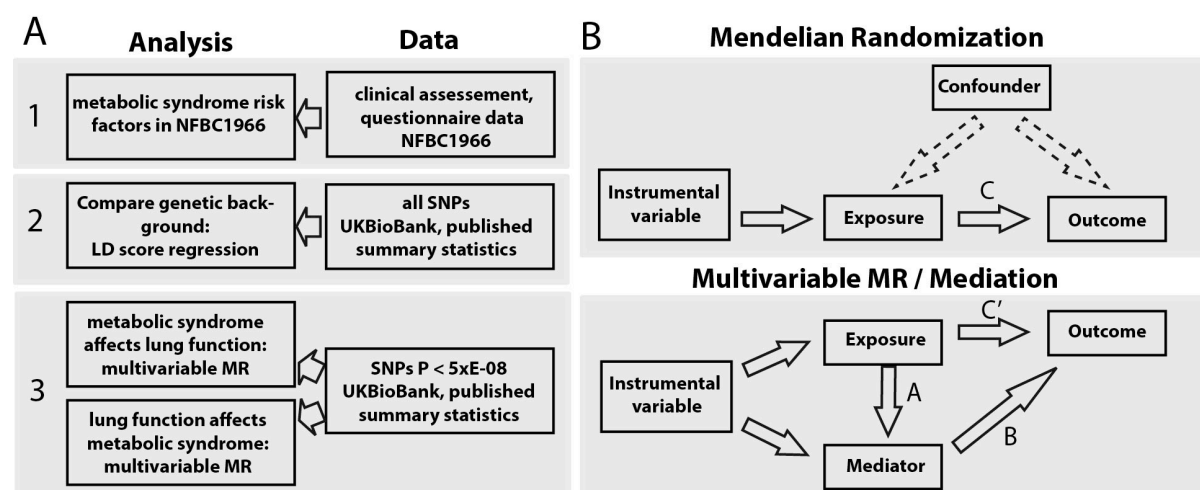 A
Analysis
Data
1
metabolic syndrome risk
factors in NFBC1966
clinical assessement,
questionnaire data
NFBC1966
2
Compare genetic back-
ground:
LD score regression
all SNPs
UKBioBank, published
summary statistics
3
metabolic syndrome
affects lung function:
multivariable MR
lung function affects
metabolic syndrome:
multivariable MR
SNPs P < 5xE-08
UKBioBank, published
summary statistics
B
Mendelian Randomization
Confounder
Instrumental
variable
Exposure
C
Outcome
Multivariable MR / Mediation
Instrumental
variable
Exposure
C'
Outcome
A
B
Mediator